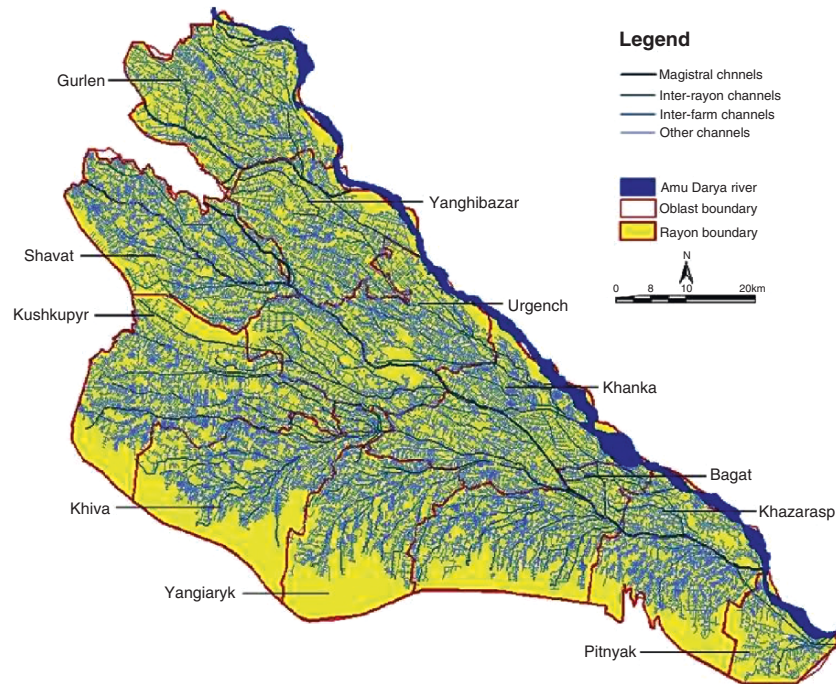 Legend
Magistral chnnels
Inter-rayon channels
Inter-farm channels
Other channels
Amu Darya river
Oblast boundary
Rayon boundary
N
0 8 10 20km
Gurlen
Yanghibazar
Shavat
Urgench
Kushkupyr
Khanka
Bagat
Khiva
Khazarasp
Yangiaryk
Pitnyak